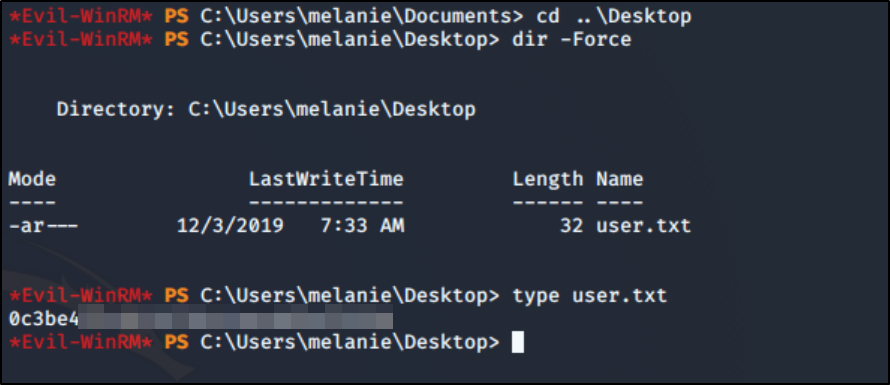 *Evil-WinRM* PS C:\Users\melanie\Documents> cd ..\Desktop
*Evil-WinRM* PS C:\Users\melanie\Desktop> dir -Force
Directory: C:\Users\melanie\Desktop
Mode LastWriteTime Length Name
---- ------------- ------ ----
-ar--- 12/3/2019 7:33 AM 32 user.txt
*Evil-WinRM* PS C:\Users\melanie\Desktop> type user.txt
0c3be4
*Evil-WinRM* PS C:\Users\melanie\Desktop>